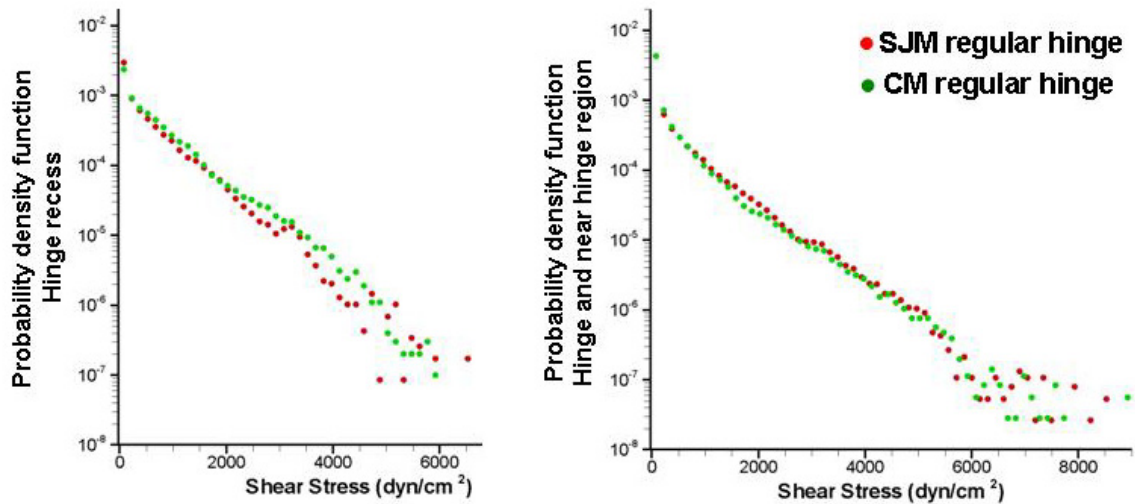 Probability density function
Hinge recess
10-2
10-3
10-4
10-5
10-6
10-7
10-8
0 2000 4000 6000
Shear Stress (dyn/cm2)
Probability density function
Hinge and near hinge region
10-2
10-3
10-4
10-5
10-6
10-7
10-8
0 2000 4000 6000 8000
Shear Stress (dyn/cm2)
SJM regular hinge
CM regular hinge